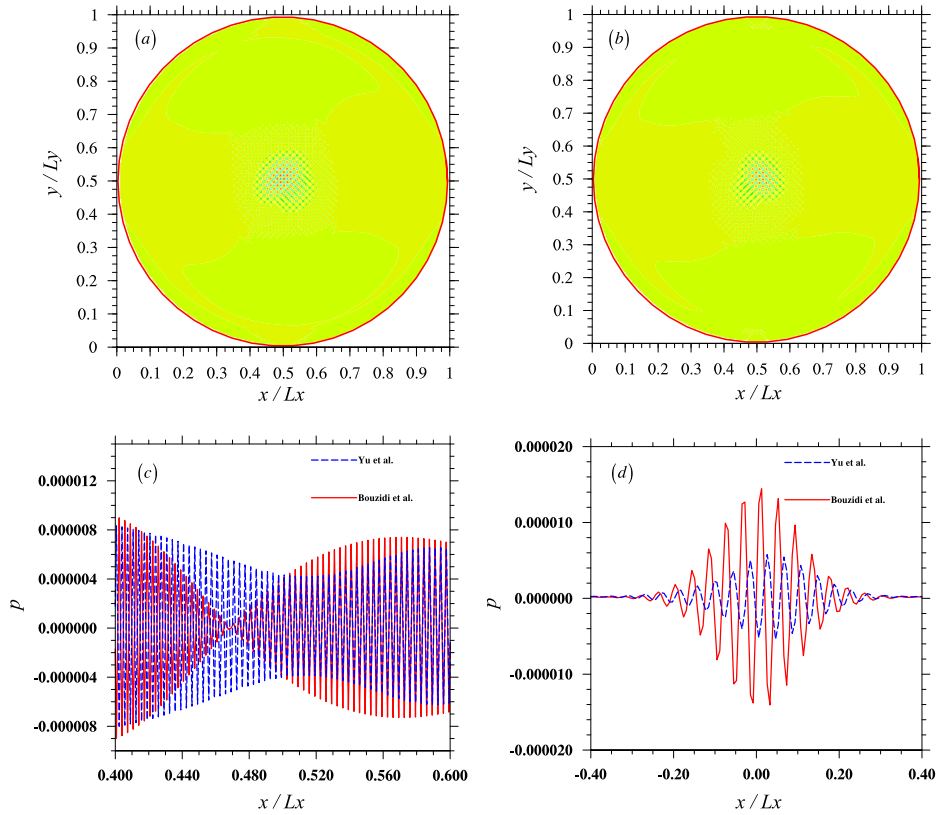 (a)
1
0.9
0.8
0.7
0.6
0.5
0.4
0.3
0.2
0.1
0
y / Ly
0 0.1 0.2 0.3 0.4 0.5 0.6 0.7 0.8 0.9 1
x / Lx
(b)
1
0.9
0.8
0.7
0.6
0.5
0.4
0.3
0.2
0.1
0
y / Ly
0 0.1 0.2 0.3 0.4 0.5 0.6 0.7 0.8 0.9 1
x / Lx
(c)
Yu et al.
Bouzidi et al.
0.000012
0.000008
0.000004
0.000000
-0.000004
-0.000008
p
0.400 0.440 0.480 0.520 0.560 0.600
x / Lx
(d)
Yu et al.
Bouzidi et al.
0.000020
0.000010
0.000000
-0.000010
-0.000020
p
-0.40 -0.20 0.00 0.20 0.40
x / Lx